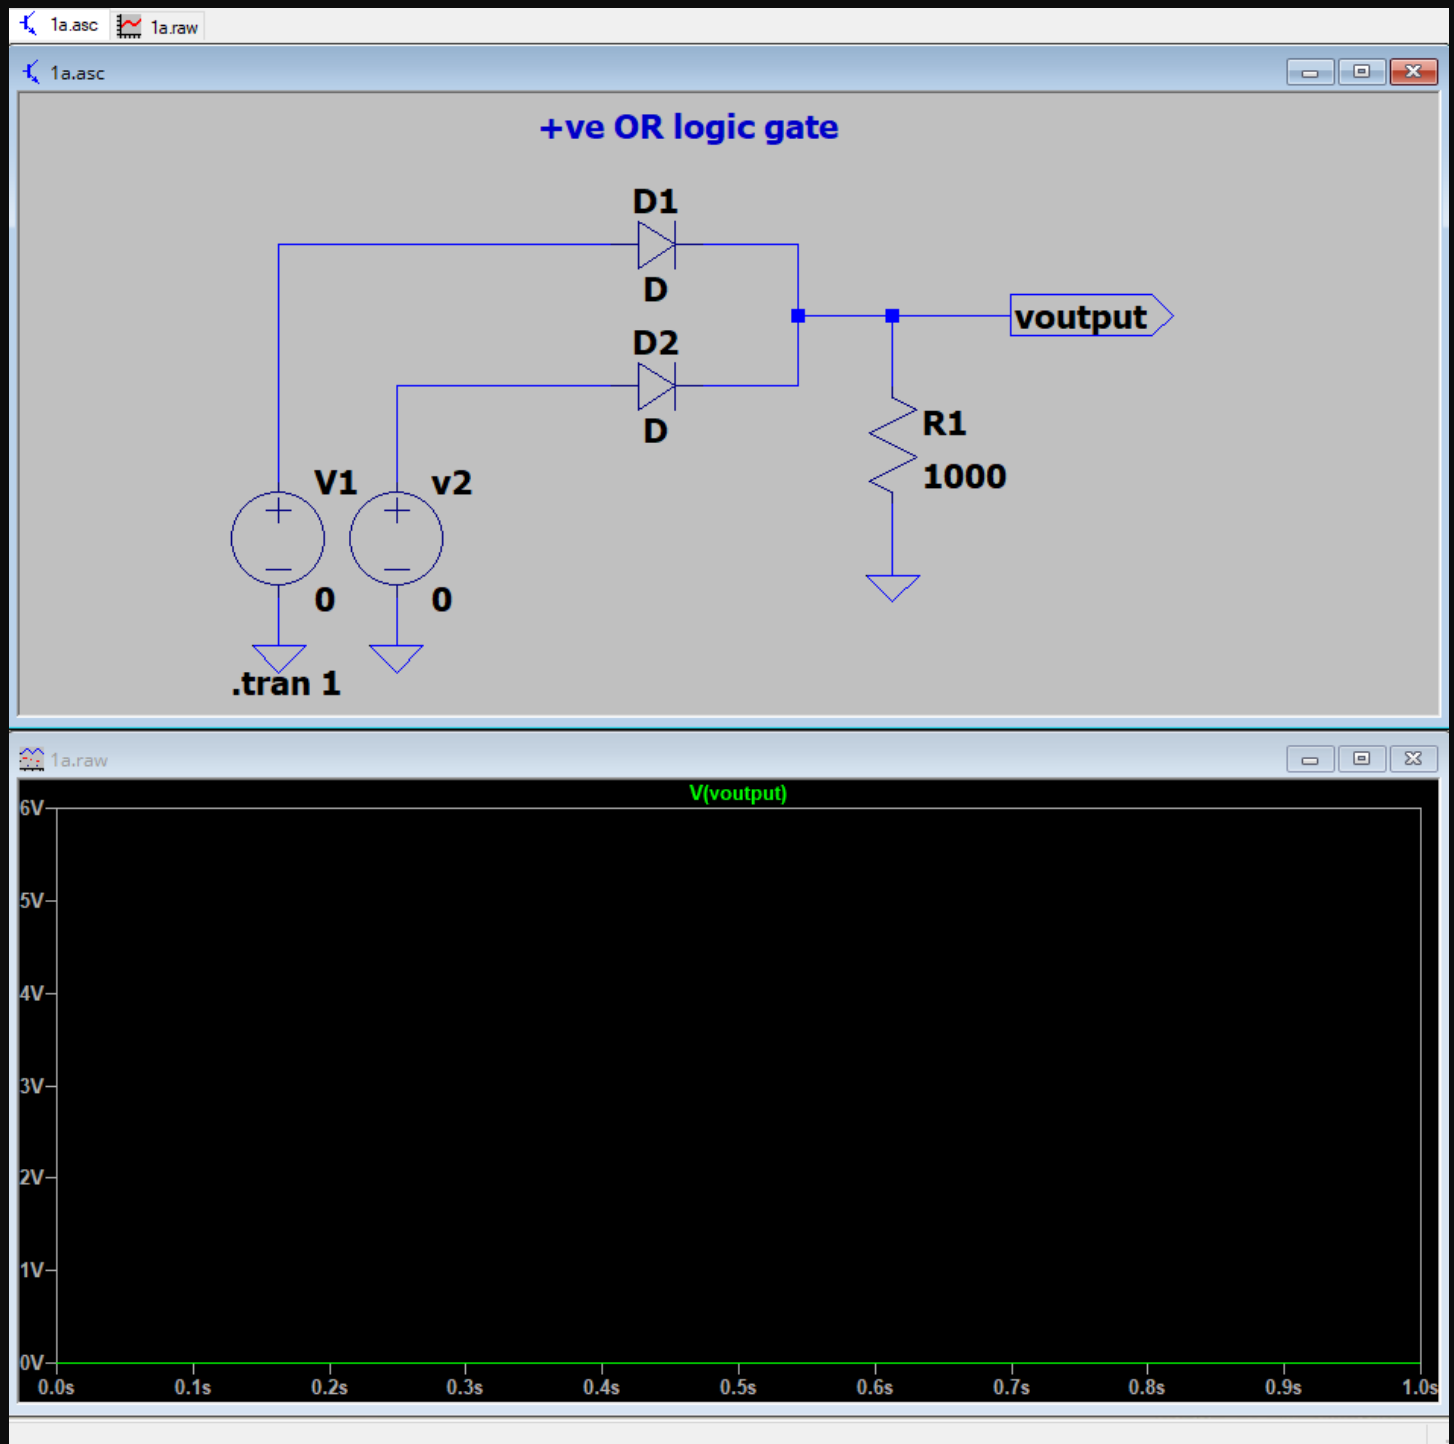 1a.asc 1a.raw
1a.asc
+ve OR logic gate
D1
D
D2
D
voutput
R1
1000
V1
v2
0
0
.tran 1
1a.raw
V(voutput)
6V
5V
4V
3V
2V
1V
0V
0.0s 0.1s 0.2s 0.3s 0.4s 0.5s 0.6s 0.7s 0.8s 0.9s 1.0s